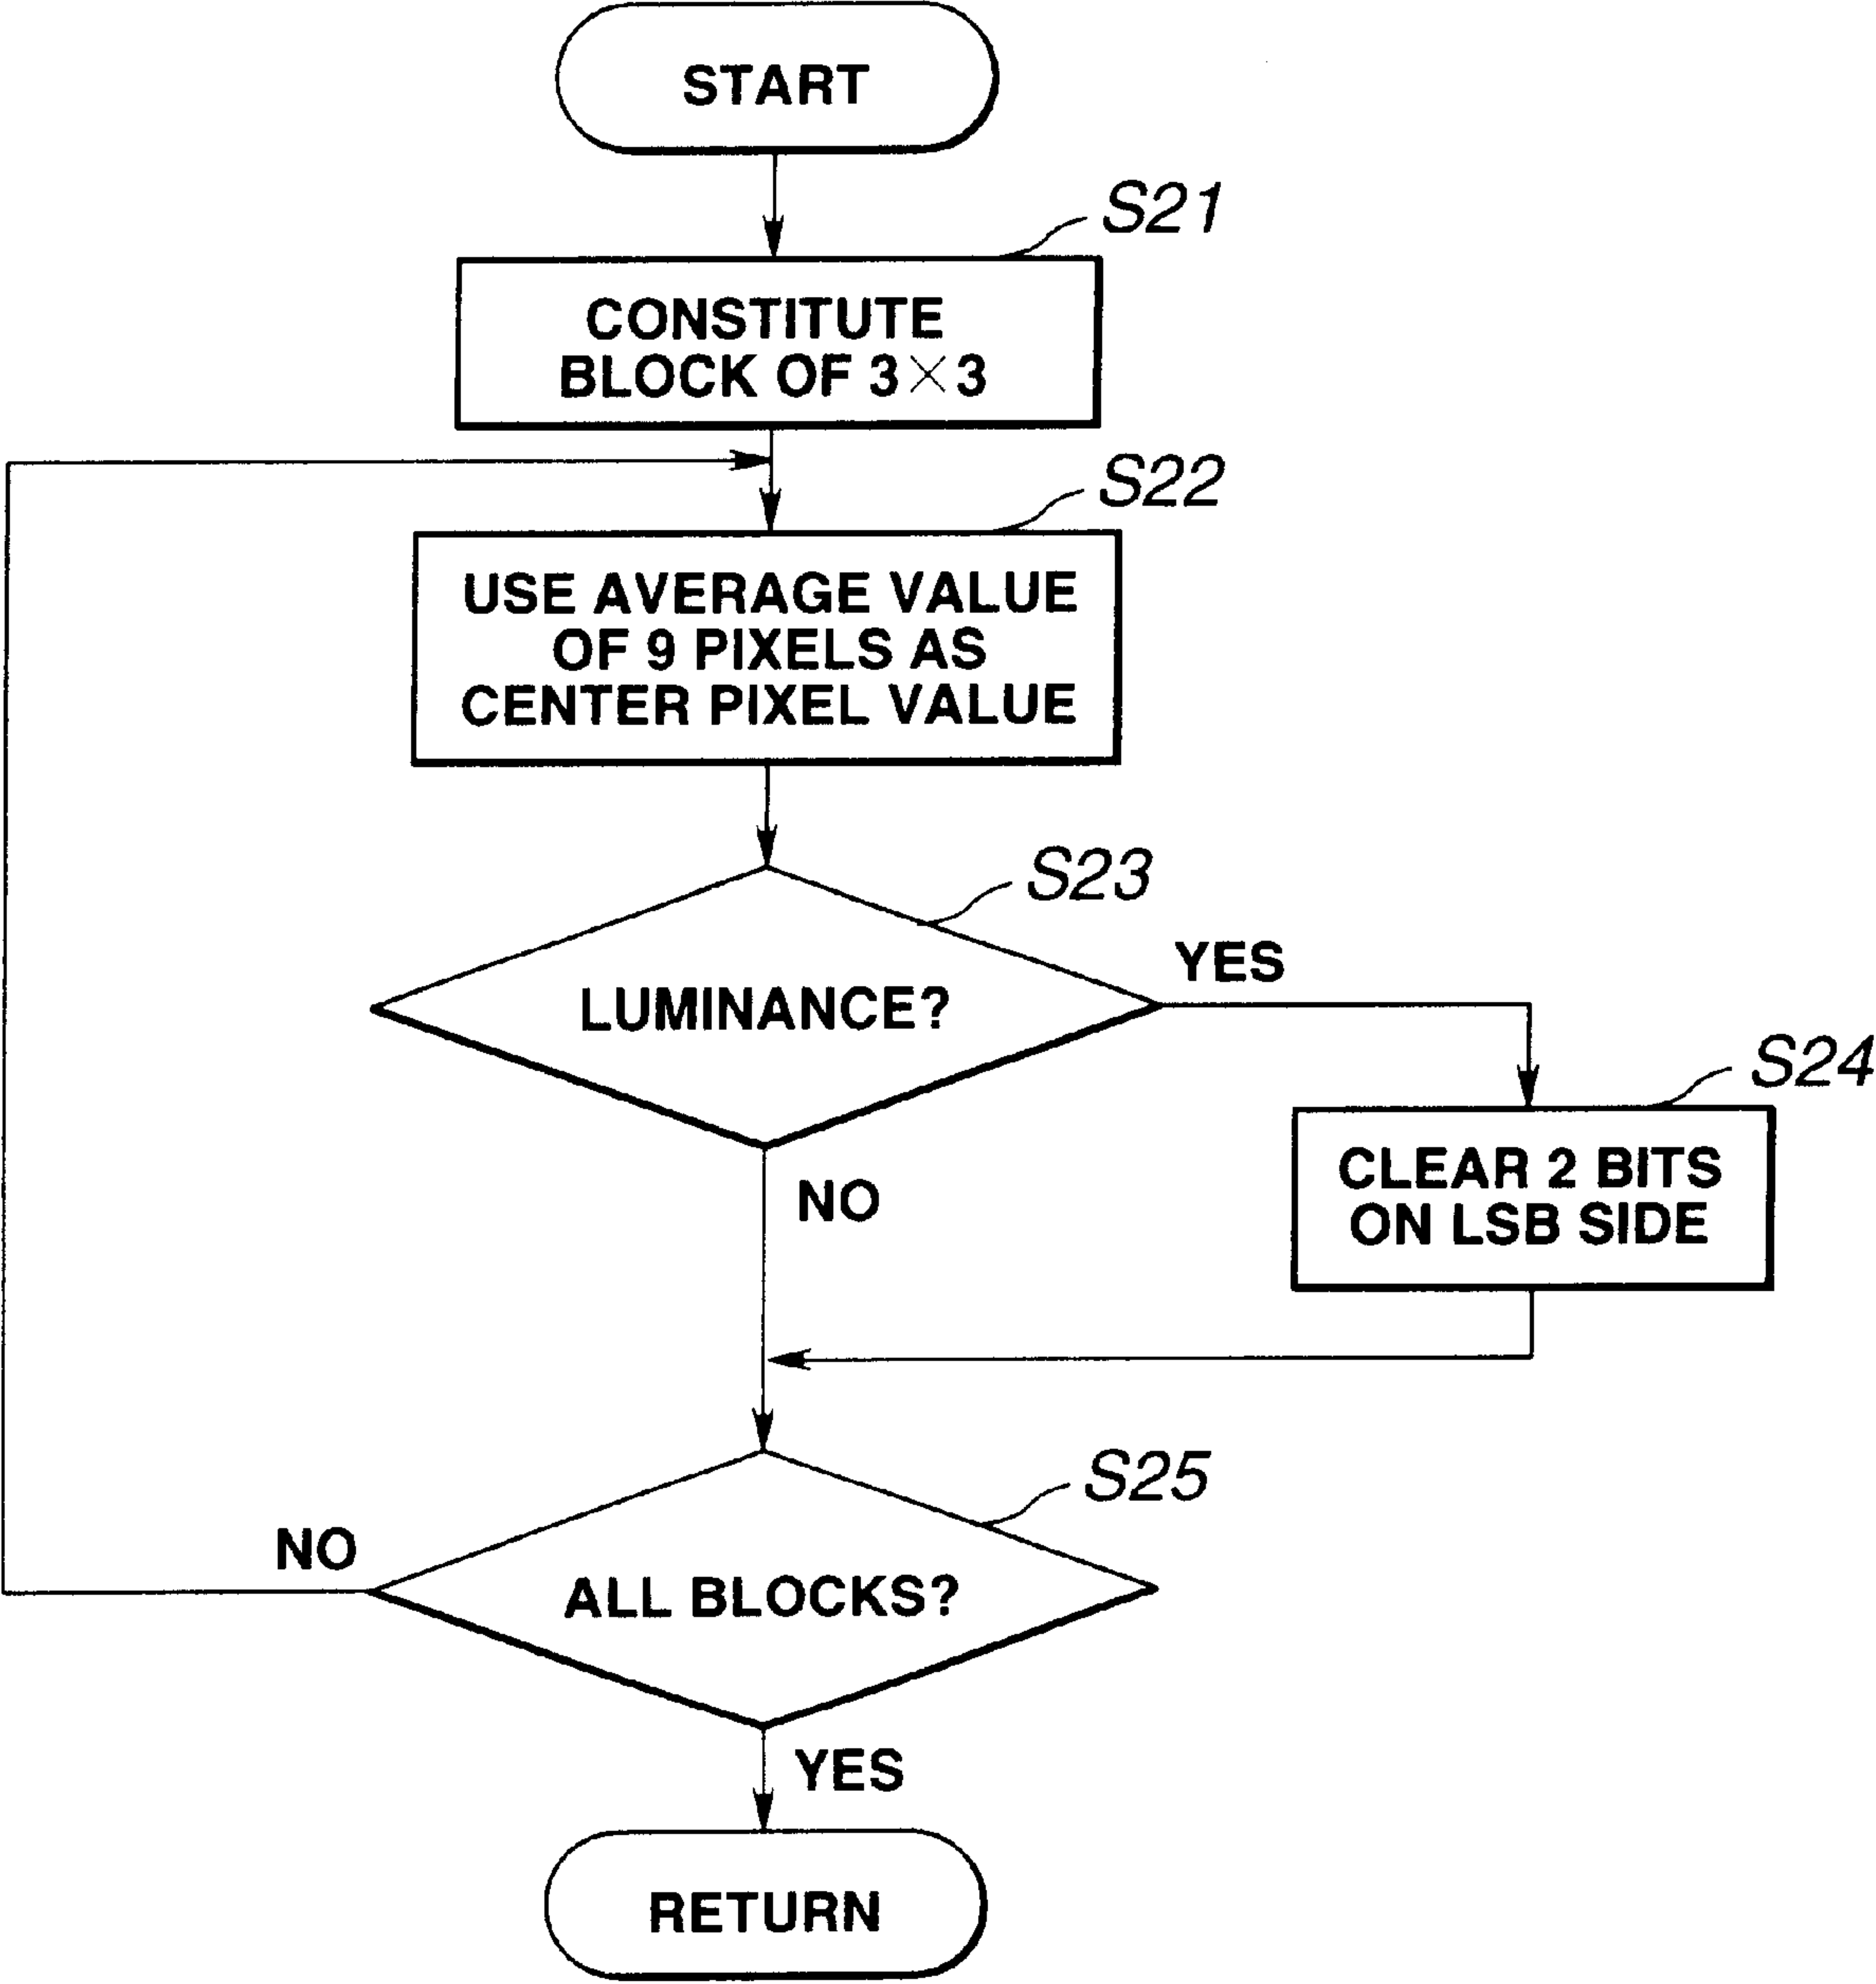 START
S21
CONSTITUTE
BLOCK OF 3×3
S22
USE AVERAGE VALUE
OF 9 PIXELS AS
CENTER PIXEL VALUE
S23
LUMINANCE?
YES
NO
S24
CLEAR 2 BITS
ON LSB SIDE
S25
ALL BLOCKS?
NO
YES
RETURN